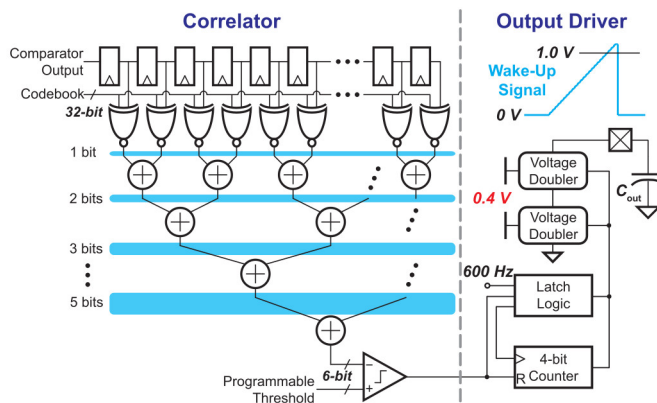 Correlator
Output Driver
Comparator
Output
Codebook
32-bit
1 bit
2 bits
3 bits
5 bits
6-bit
Programmable
Threshold
−
+
1.0 V
Wake-Up
Signal
0 V
Voltage
Doubler
0.4 V
Voltage
Doubler
Cout
600 Hz
Latch
Logic
4-bit
Counter
R